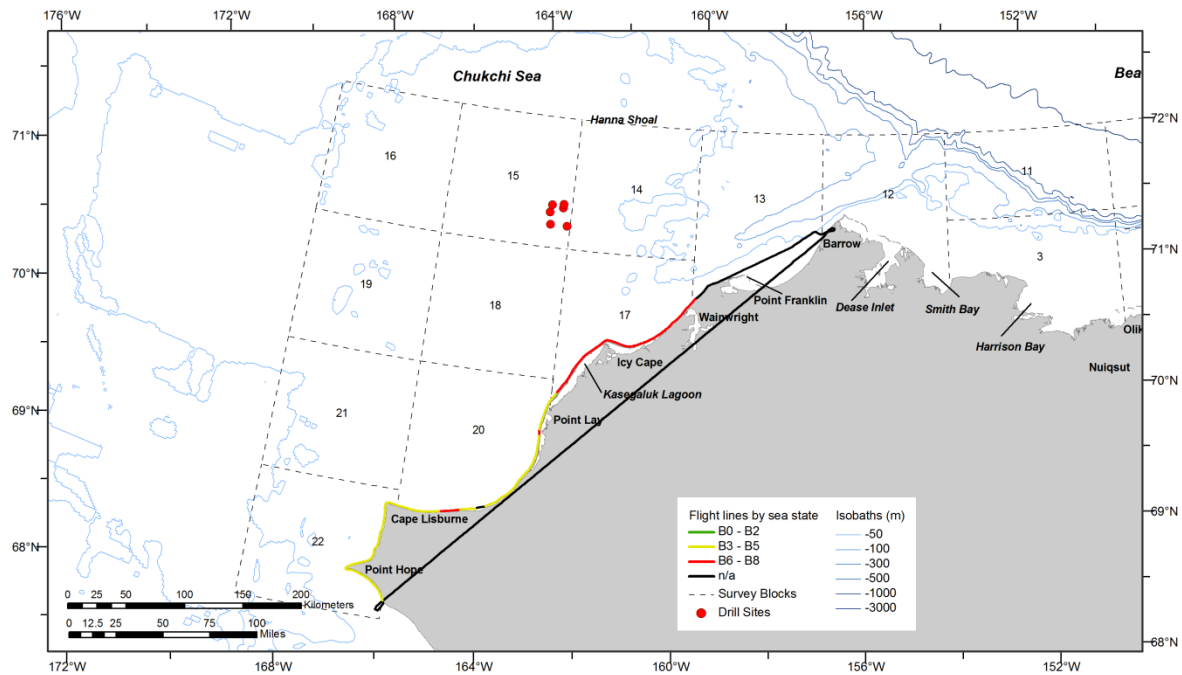 176°W 168°W 164°W 160°W 156°W 152°W
Chukchi Sea
Bea
72°N
71°N
Hanna Shoal
16
15
14
13
12
11
71°N
Barrow
3
70°N
19
18
17
Point Franklin
Dease Inlet
Smith Bay
Wainwright
Harrison Bay
Olik
Icy Cape
Nuiqsut
Kasegaluk Lagoon
70°N
69°N
21
20
Point Lay
Cape Lisburne
69°N
68°N
22
Point Hope
0 25 50 100 150 200
Kilometers
0 12.5 25 50 75 100
Miles
Flight lines by sea state
B0 - B2
B3 - B5
B6 - B8
n/a
Survey Blocks
Drill Sites
Isobaths (m)
-50
-100
-300
-500
-1000
-3000
68°N
172°W 168°W 164°W 160°W 156°W 152°W